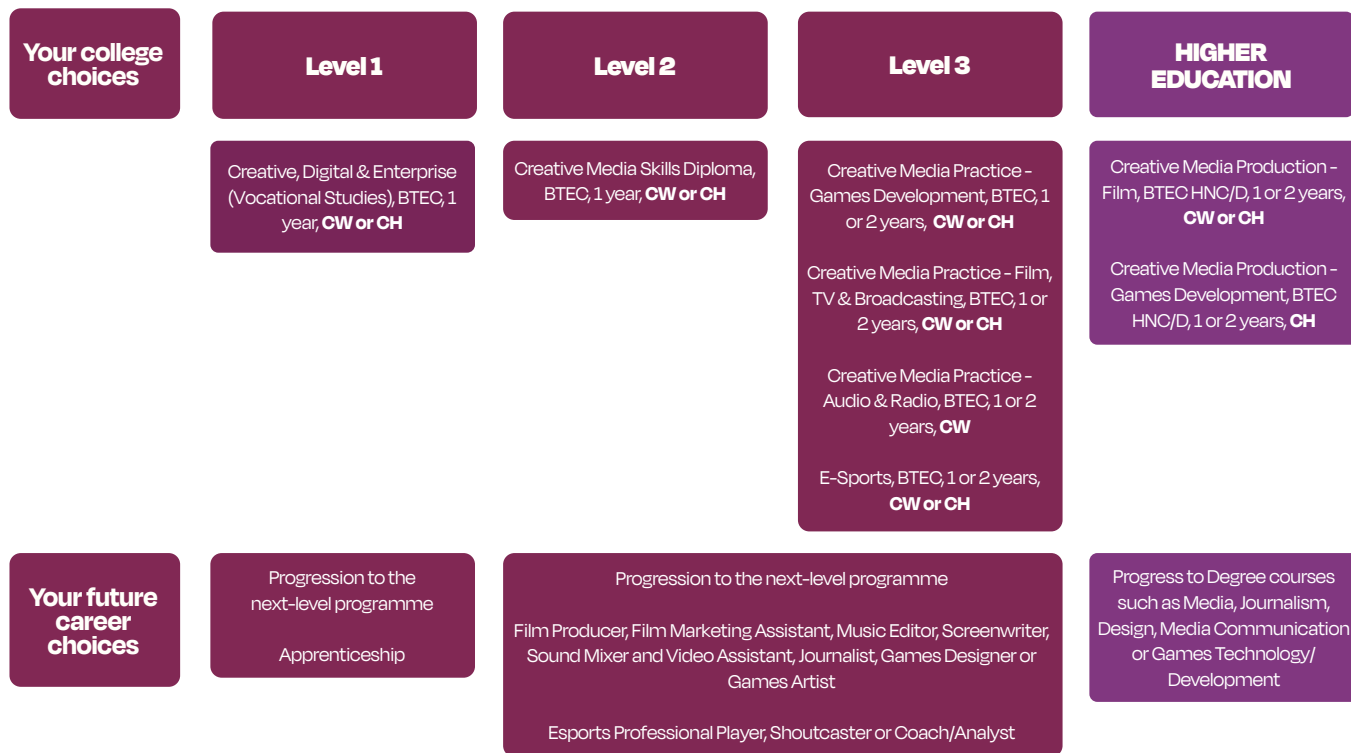 Your college
choices
Level 1
Level 2
Level 3
HIGHER
EDUCATION
Creative, Digital & Enterprise
(Vocational Studies), BTEC, 1
year, CW or CH
Creative Media Skills Diploma,
BTEC, 1 year, CW or CH
Creative Media Practice -
Games Development, BTEC, 1
or 2 years, CW or CH
Creative Media Practice - Film,
TV & Broadcasting, BTEC, 1 or
2 years, CW or CH
Creative Media Practice -
Audio & Radio, BTEC, 1 or 2
years, CW
E-Sports, BTEC, 1 or 2 years,
CW or CH
Creative Media Production -
Film, BTEC HNC/D, 1 or 2 years,
CW or CH
Creative Media Production -
Games Development, BTEC
HNC/D, 1 or 2 years, CH
Your future
career
choices
Progression to the
next-level programme
Apprenticeship
Progression to the next-level programme
Film Producer, Film Marketing Assistant, Music Editor, Screenwriter,
Sound Mixer and Video Assistant, Journalist, Games Designer or
Games Artist
Esports Professional Player, Shoutcaster or Coach/Analyst
Progress to Degree courses
such as Media, Journalism,
Design, Media Communication
or Games Technology/
Development